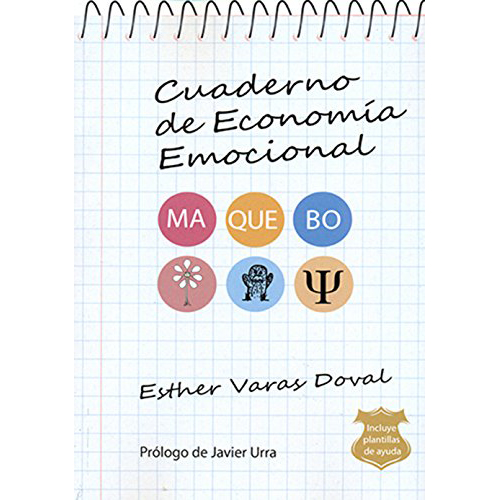 Cuaderno
de Economía
Emocional
MA QUE BO
Ψ
Esther Varas Doval
Incluye
plantillas
de ayuda
Prólogo de Javier Urra